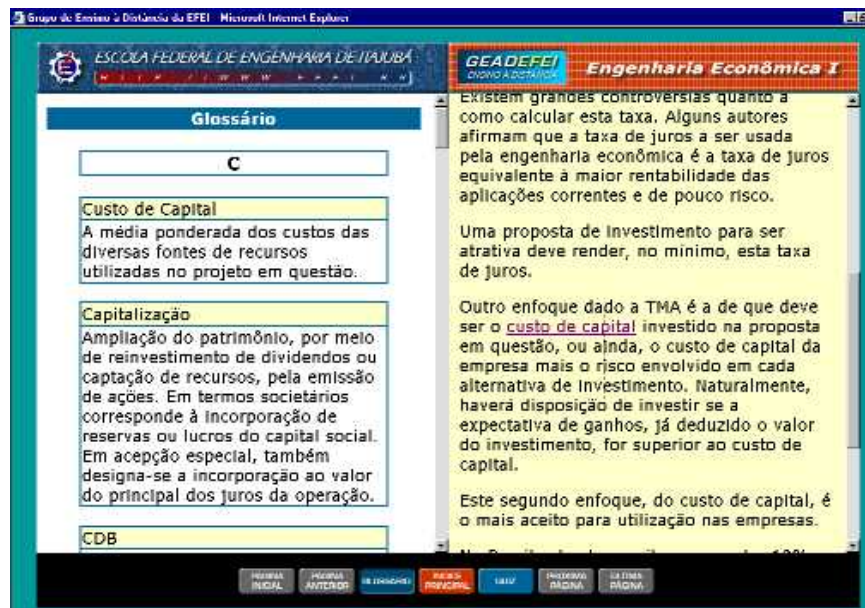 Grupo de Ensino à Distância da EFEI - Microsoft Internet Explorer
ESCOLA FEDERAL DE ENGENHARIA DE ITAJUBÁ
GEADEFEI
ENSINO A DISTÂNCIA
Engenharia Econômica I
Glossário
C
Custo de Capital
A média ponderada dos custos das
diversas fontes de recursos
utilizadas no projeto em questão.
Capitalização
Ampliação do patrimônio, por meio
de reinvestimento de dividendos ou
captação de recursos, pela emissão
de ações. Em termos societários
corresponde à incorporação de
reservas ou lucros do capital social.
Em acepção especial, também
designa-se a incorporação ao valor
do principal dos juros da operação.
CDB
Existem grandes controvérsias quanto a
como calcular esta taxa. Alguns autores
afirmam que a taxa de juros a ser usada
pela engenharia econômica é a taxa de juros
equivalente à maior rentabilidade das
aplicações correntes e de pouco risco.
Uma proposta de investimento para ser
atrativa deve render, no mínimo, esta taxa
de juros.
Outro enfoque dado a TMA é a de que deve
ser o custo de capital investido na proposta
em questão, ou ainda, o custo de capital da
empresa mais o risco envolvido em cada
alternativa de investimento. Naturalmente,
haverá disposição de investir se a
expectativa de ganhos, já deduzido o valor
do investimento, for superior ao custo de
capital.
Este segundo enfoque, do custo de capital, é
o mais aceito para utilização nas empresas.
PÁGINA INICIAL
PÁGINA ANTERIOR
GLOSSÁRIO
ÍNDICE PRINCIPAL
QUIZ
PRÓXIMA PÁGINA
ÚLTIMA PÁGINA